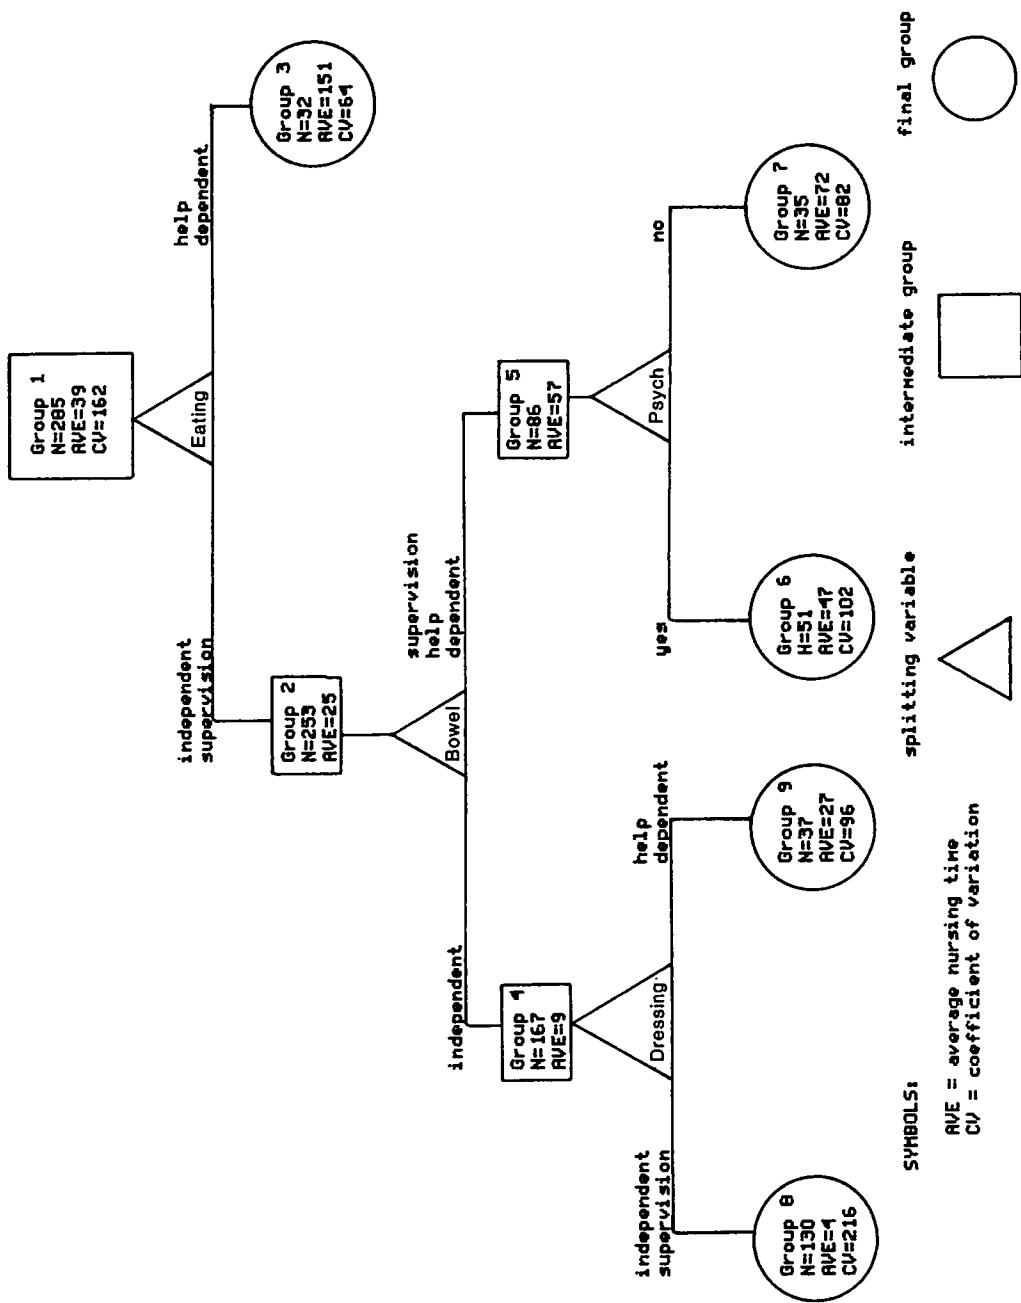 Group 1
N=285
AVE=39
CV=162
Eating
independent
supervision
help
dependent
Group 2
N=253
AVE=25
Group 3
N=32
AVE=151
CV=64
Bowel
independent
supervision
help
dependent
Group 4
N=167
AVE=9
Group 5
N=86
AVE=57
Dressing
Psych
independent
supervision
help
dependent
yes
no
Group 8
N=130
AVE=4
CV=216
Group 9
N=37
AVE=27
CV=96
Group 6
N=51
AVE=47
CV=102
Group 7
N=35
AVE=72
CV=82
SYMBOLS:
splitting variable
intermediate group
final group
AVE = average nursing time
CV = coefficient of variation